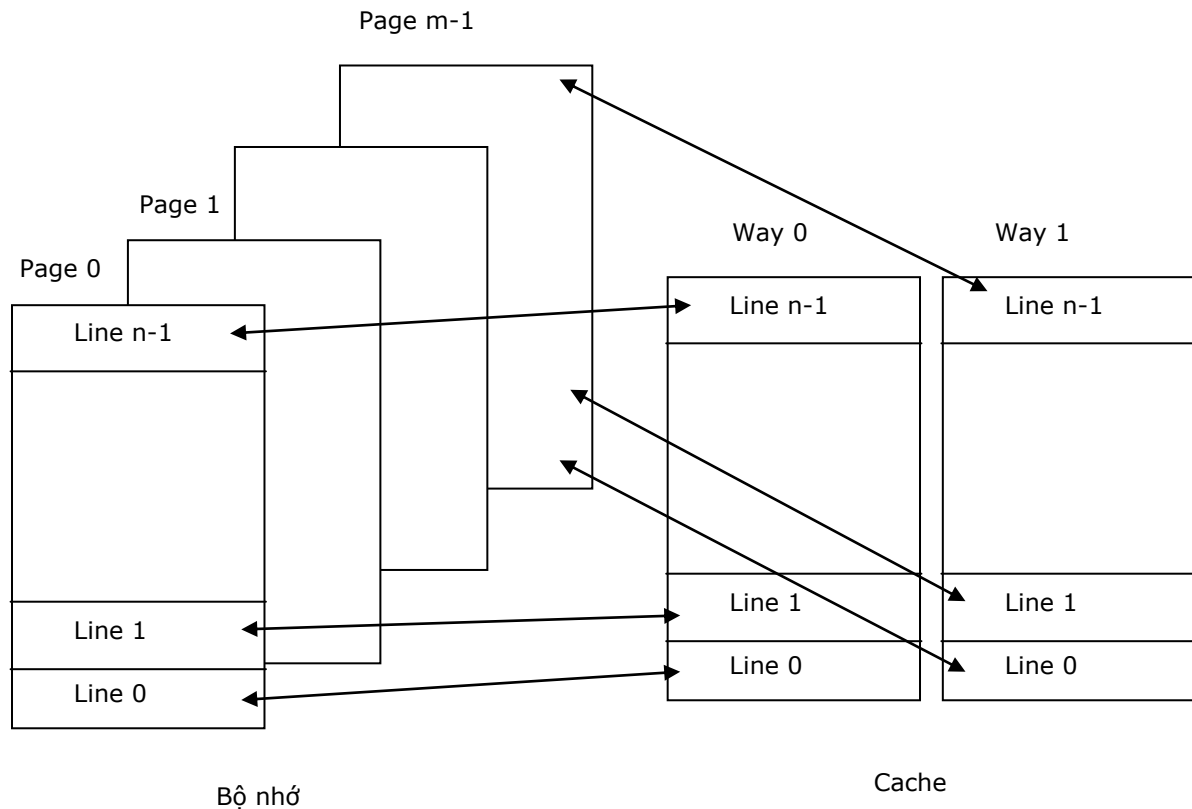 Page m-1
Page 1
Page 0
Way 0
Way 1
Line n-1
Line n-1
Line n-1
Line 1
Line 1
Line 1
Line 0
Line 0
Line 0
Bộ nhớ
Cache